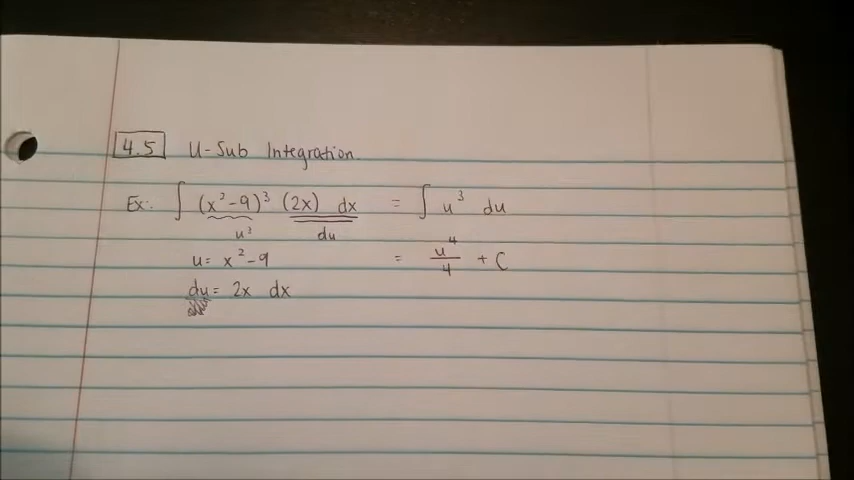 4.5 U-Sub Integration
Ex: ∫ (x² - 9)³ (2x) dx = ∫ u³ du
u³ du
u = x² - 9 = u⁴/4 + C
du = 2x dx